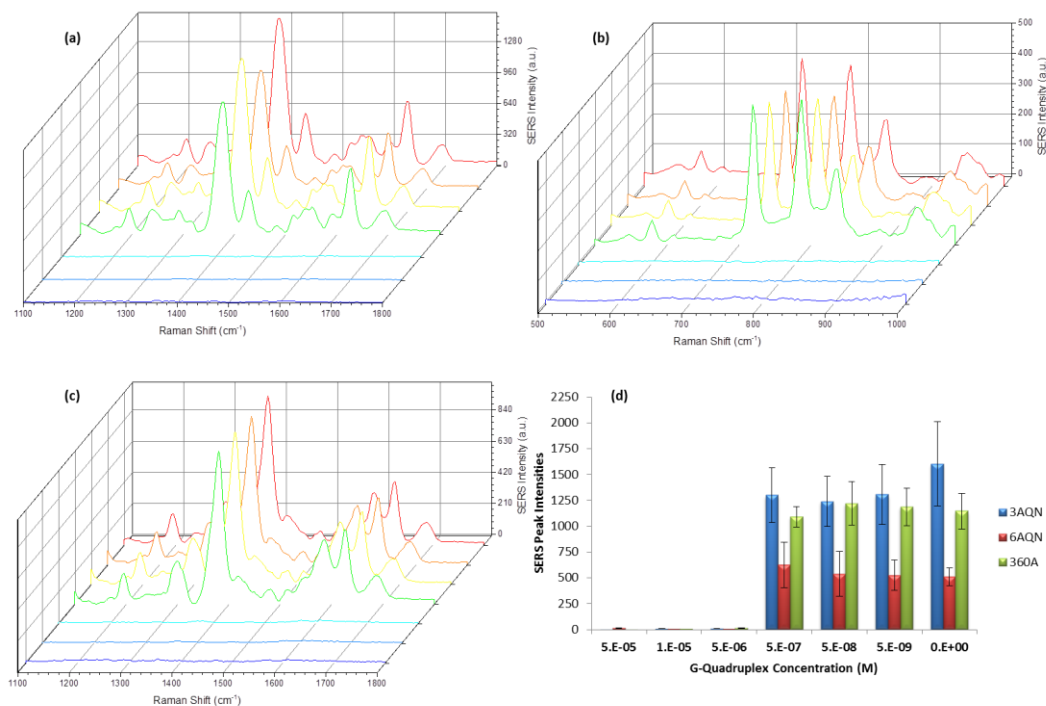 (a)
1280
960
640
320
0
SERS Intensity (a.u.)
1100 1200 1300 1400 1500 1600 1700 1800
Raman Shift (cm-1)
(b)
500
400
300
200
100
0
SERS Intensity (a.u.)
500 600 700 800 900 1000
Raman Shift (cm-1)
(c)
840
630
420
210
0
SERS Intensity (a.u.)
1100 1200 1300 1400 1500 1600 1700 1800
Raman Shift (cm-1)
(d)
2250
2000
1750
1500
1250
1000
750
500
250
0
SERS Peak Intensities
5.E-05 1.E-05 5.E-06 5.E-07 5.E-08 5.E-09 0.E+00
G-Quadruplex Concentration (M)
3AQN
6AQN
360A